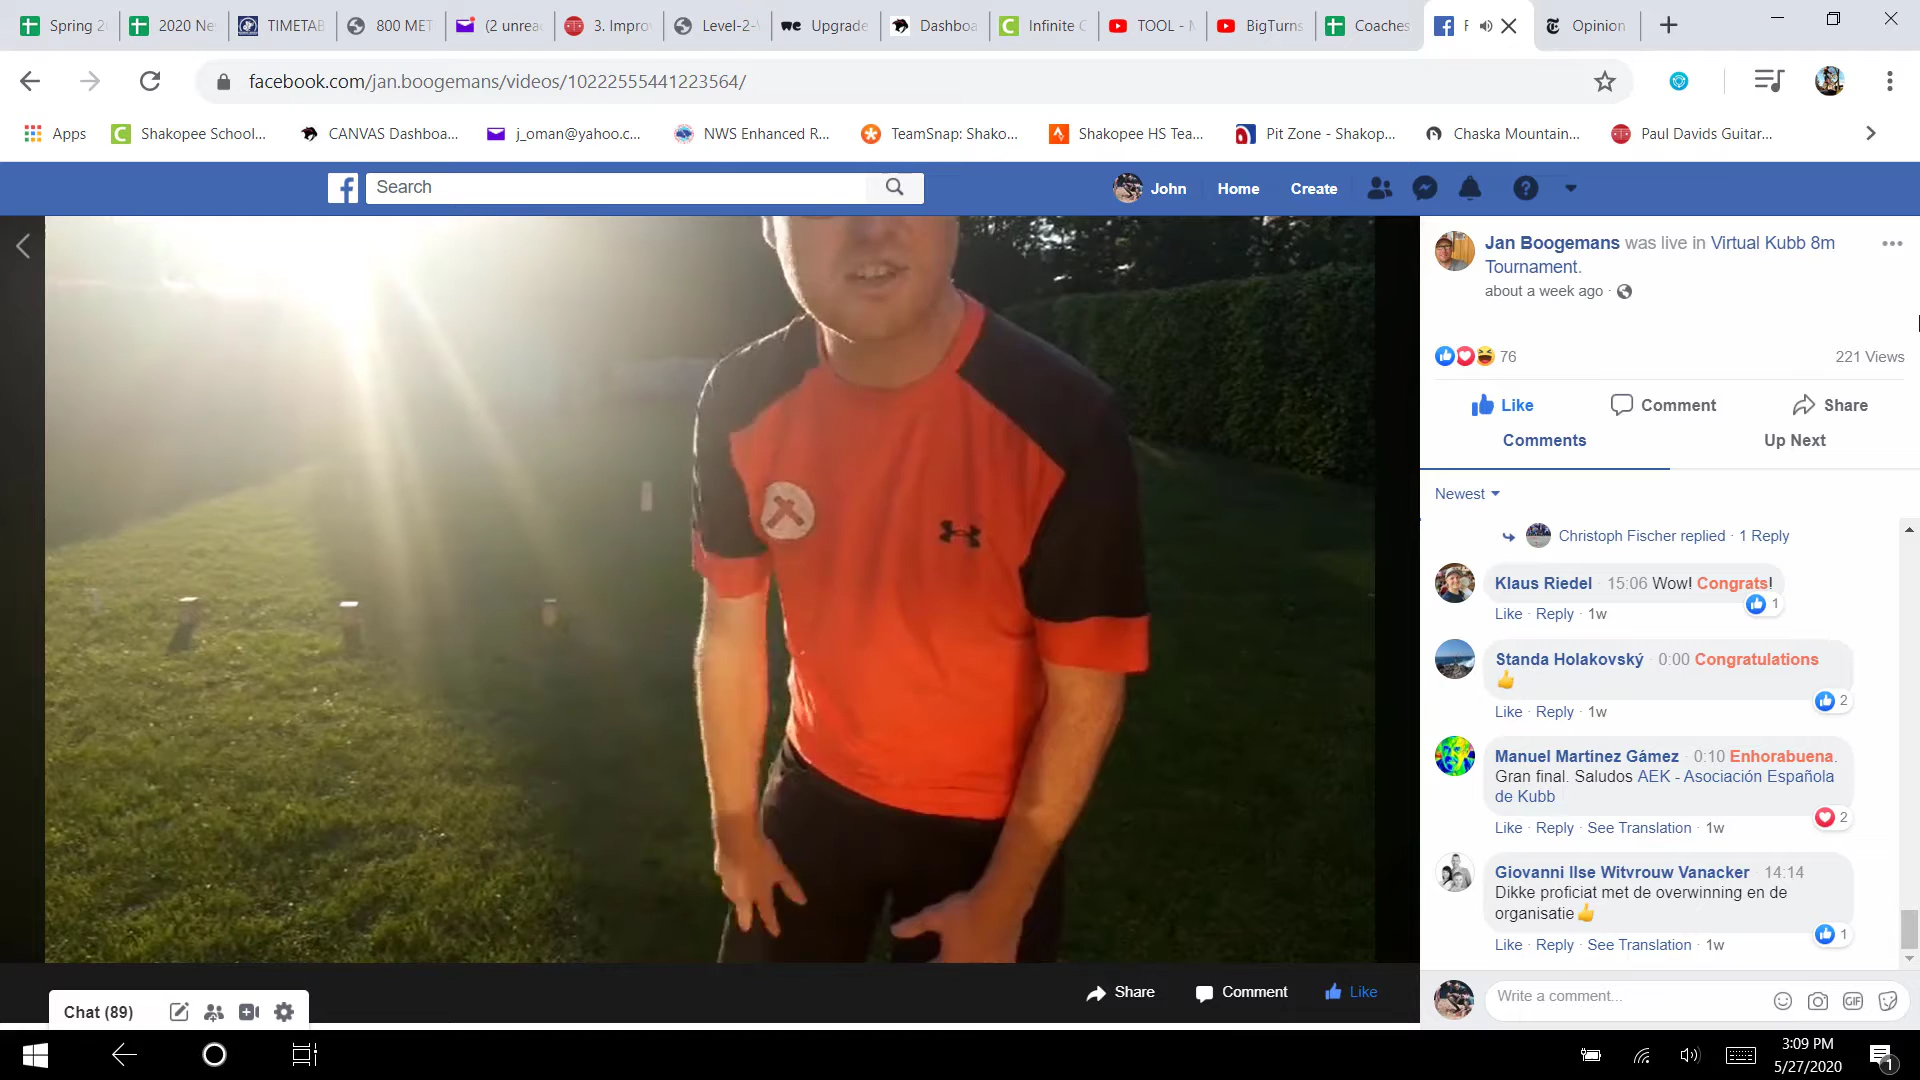 Spring 2
2020 Ne
TIMETAB
800 MET
(2 unrea
3. Impro
Level-2-
we Upgrade
Dashboa
Infinite C
TOOL - M
BigTurns
Coaches
F
Opinion
facebook.com/jan.boogemans/videos/10222555441223564/
Apps
Shakopee School...
CANVAS Dashboa...
j_oman@yahoo.c...
NWS Enhanced R...
TeamSnap: Shako...
Shakopee HS Tea...
Pit Zone - Shakop...
Chaska Mountain...
Paul Davids Guitar...
Search
John
Home
Create
Jan Boogemans was live in Virtual Kubb 8m
Tournament.
about a week ago ·
76
221 Views
Like
Comment
Share
Comments
Up Next
Newest
Christoph Fischer replied · 1 Reply
Klaus Riedel · 15:06 Wow! Congrats!
1
Like · Reply · 1w
Standa Holakovský · 0:00 Congratulations
2
Like · Reply · 1w
Manuel Martínez Gámez · 0:10 Enhorabuena.
Gran final. Saludos AEK - Asociación Española
de Kubb
2
Like · Reply · See Translation · 1w
Giovanni Ilse Witvrouw Vanacker · 14:14
Dikke proficiat met de overwinning en de
organisatie
1
Like · Reply · See Translation · 1w
Share
Comment
Like
Write a comment...
GIF
Chat (89)
3:09 PM
5/27/2020
1